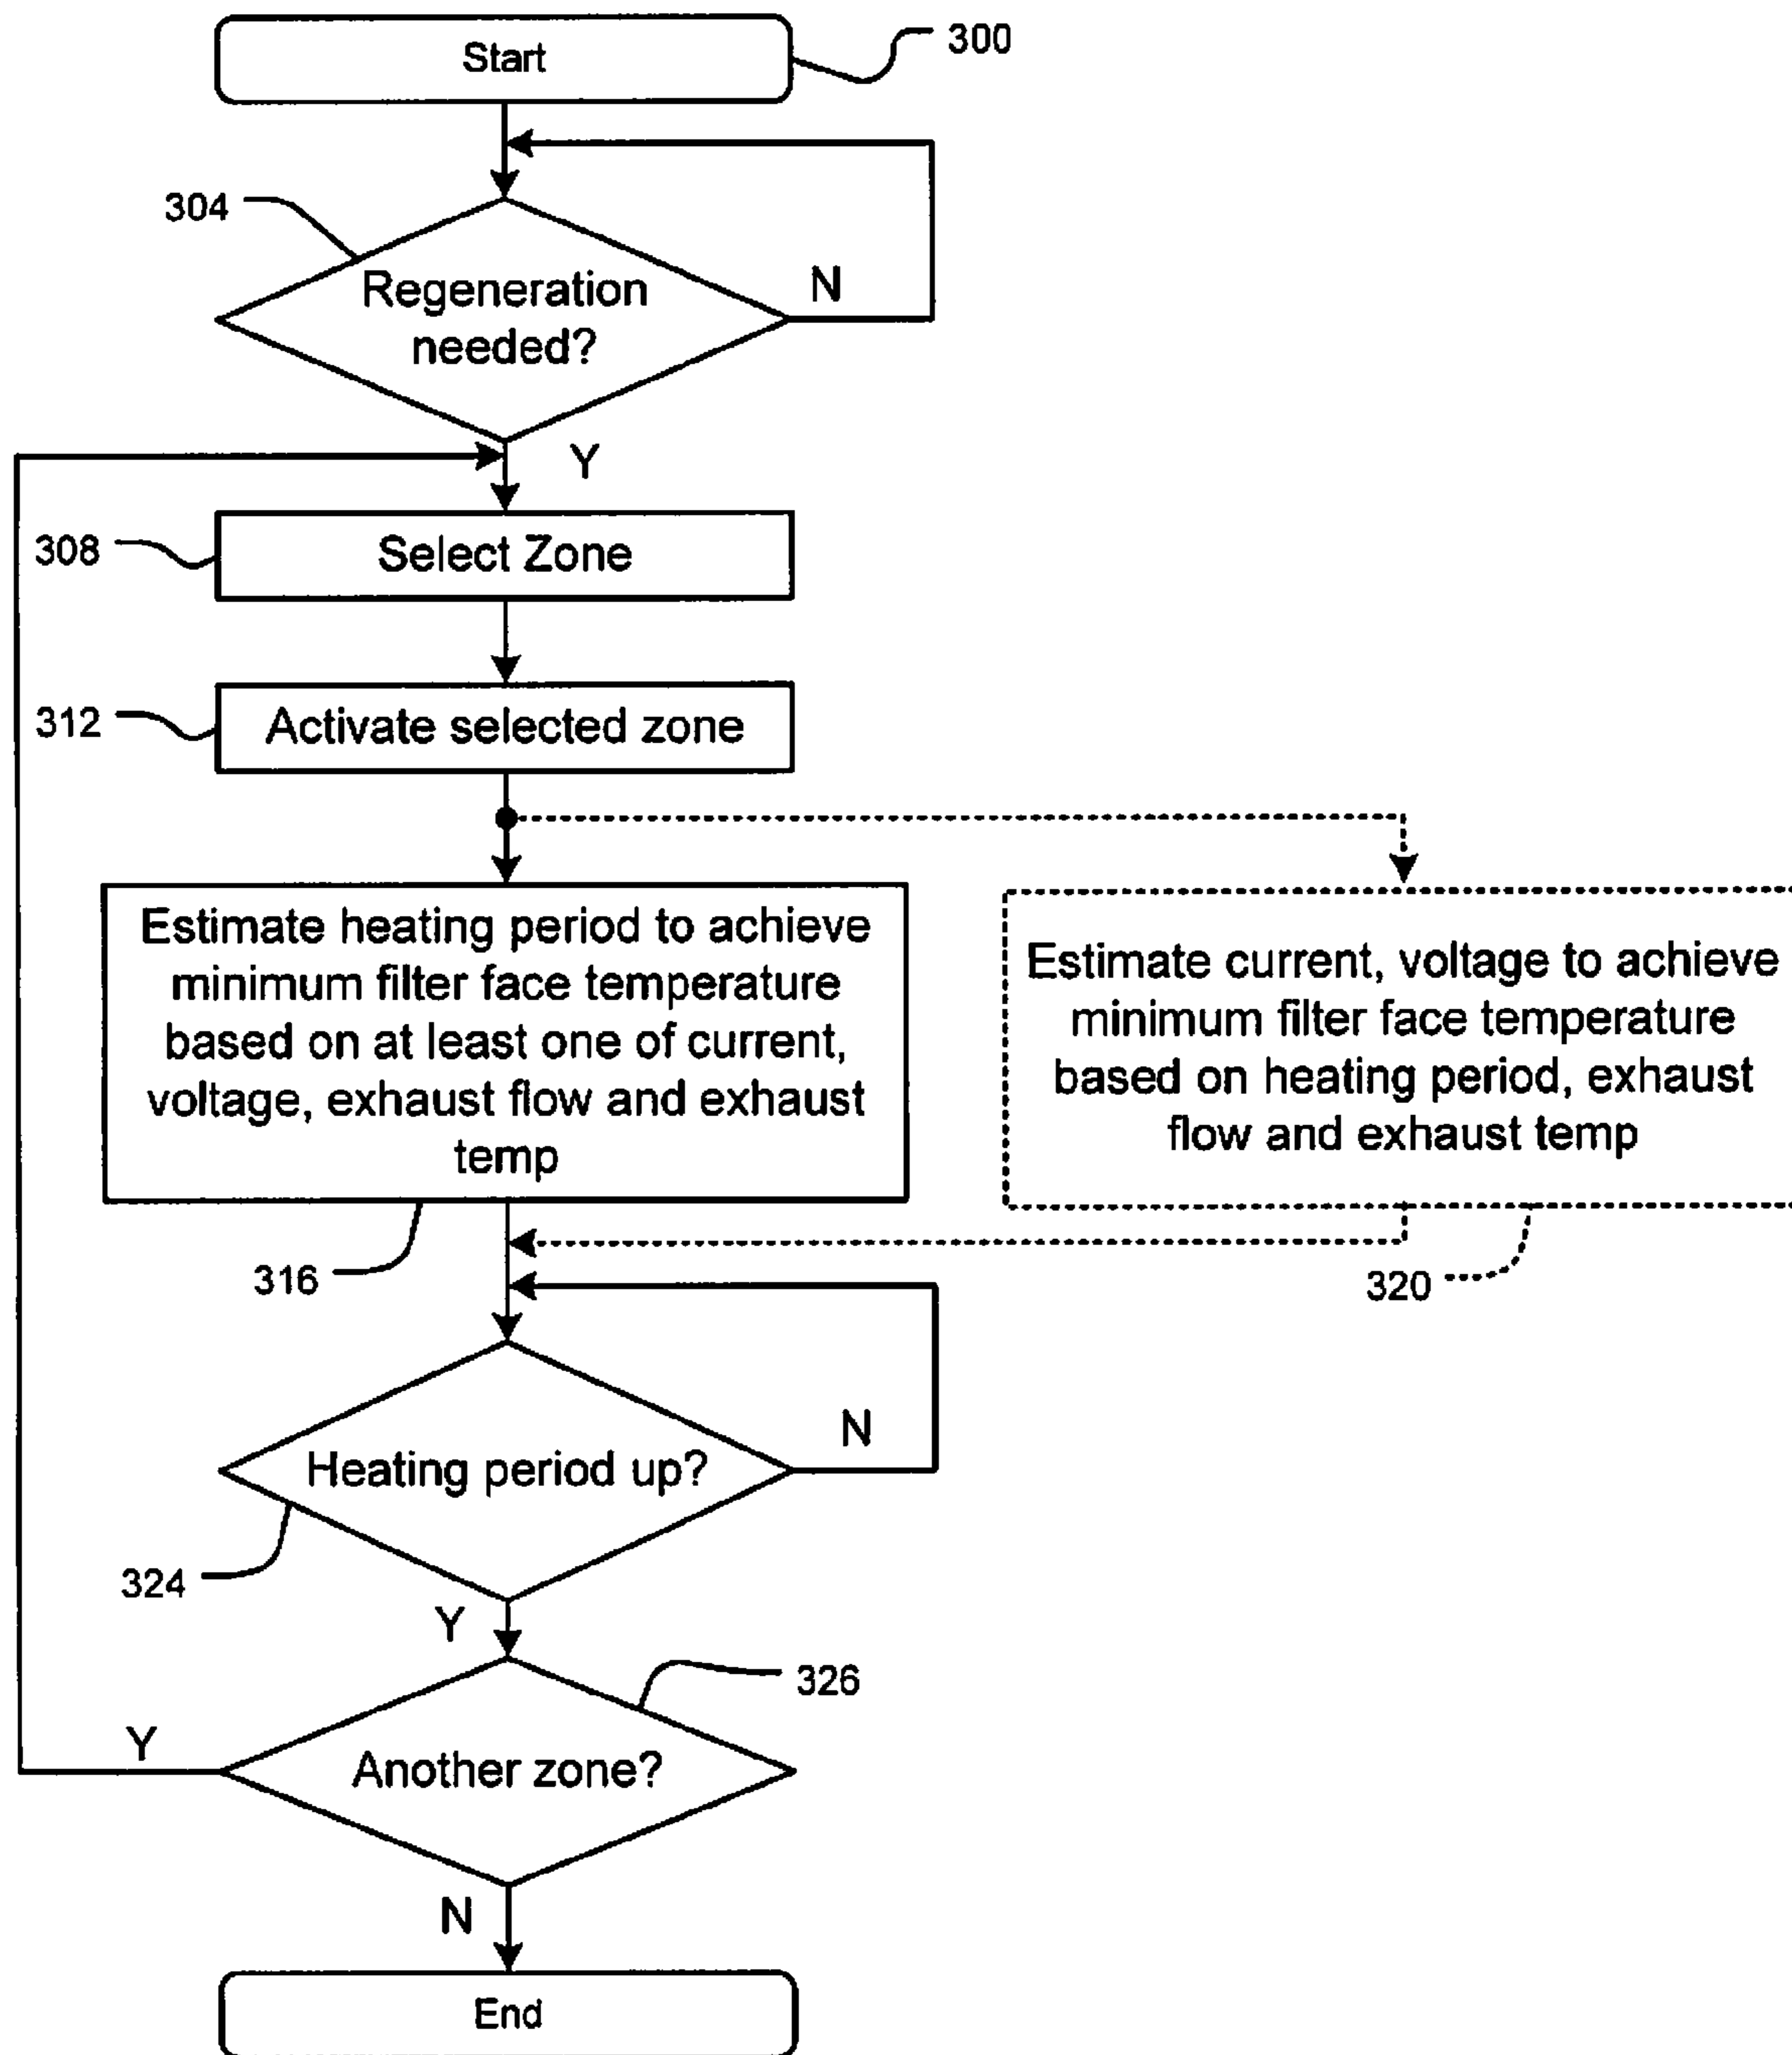 Start
300
304
Regeneration
needed?
N
Y
308
Select Zone
312
Activate selected zone
Estimate heating period to achieve
minimum filter face temperature
based on at least one of current,
voltage, exhaust flow and exhaust
temp
Estimate current, voltage to achieve
minimum filter face temperature
based on heating period, exhaust
flow and exhaust temp
316
320
N
Heating period up?
324
Y
326
Y
Another zone?
N
End